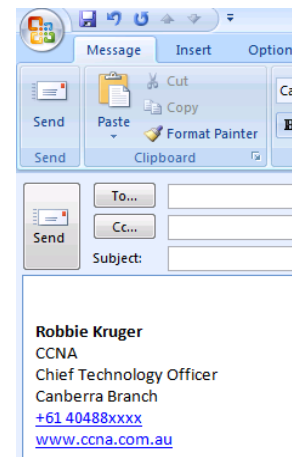 Message Insert Option
Cut
Copy
Format Painter
Send
Paste
Send
Clipboard
To...
Cc...
Send
Subject:
Robbie Kruger
CCNA
Chief Technology Officer
Canberra Branch
+61 40488xxxx
www.ccna.com.au